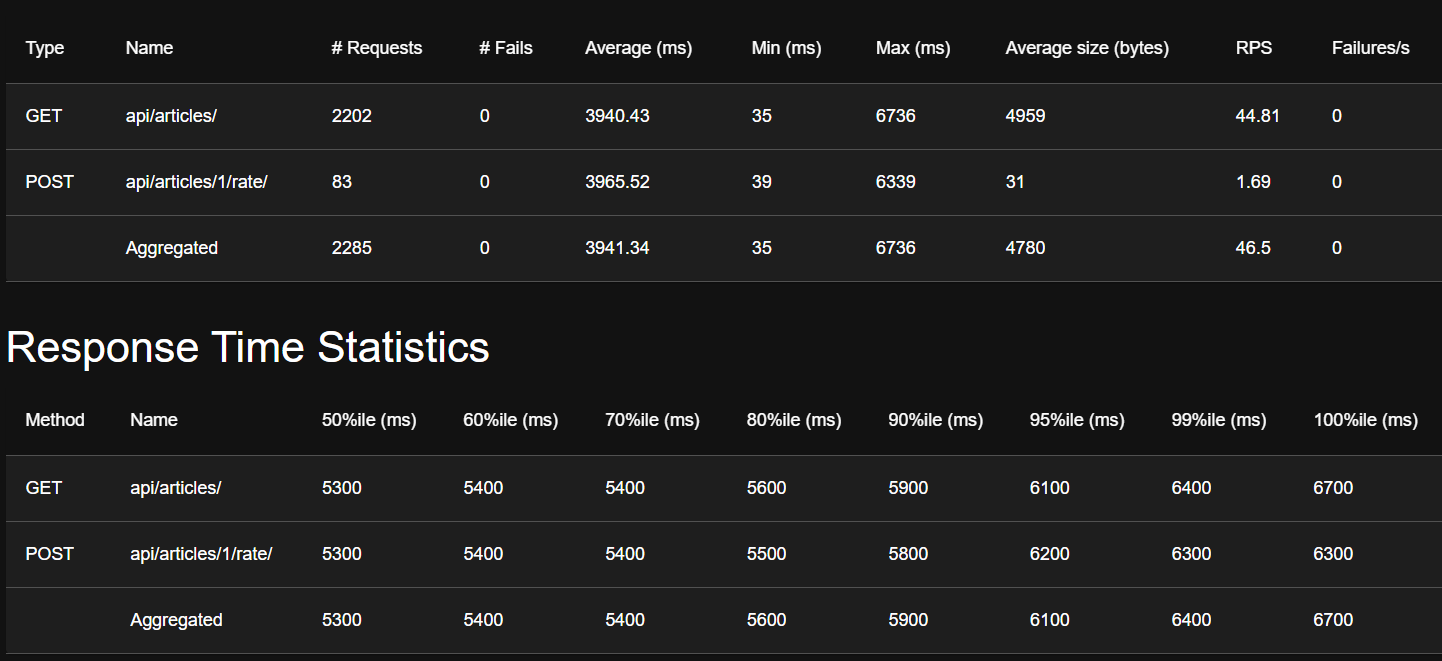 Type Name # Requests # Fails Average (ms) Min (ms) Max (ms) Average size (bytes) RPS Failures/s
GET api/articles/ 2202 0 3940.43 35 6736 4959 44.81 0
POST api/articles/1/rate/ 83 0 3965.52 39 6339 31 1.69 0
Aggregated 2285 0 3941.34 35 6736 4780 46.5 0
Response Time Statistics
Method Name 50%ile (ms) 60%ile (ms) 70%ile (ms) 80%ile (ms) 90%ile (ms) 95%ile (ms) 99%ile (ms) 100%ile (ms)
GET api/articles/ 5300 5400 5400 5600 5900 6100 6400 6700
POST api/articles/1/rate/ 5300 5400 5400 5500 5800 6200 6300 6300
Aggregated 5300 5400 5400 5600 5900 6100 6400 6700